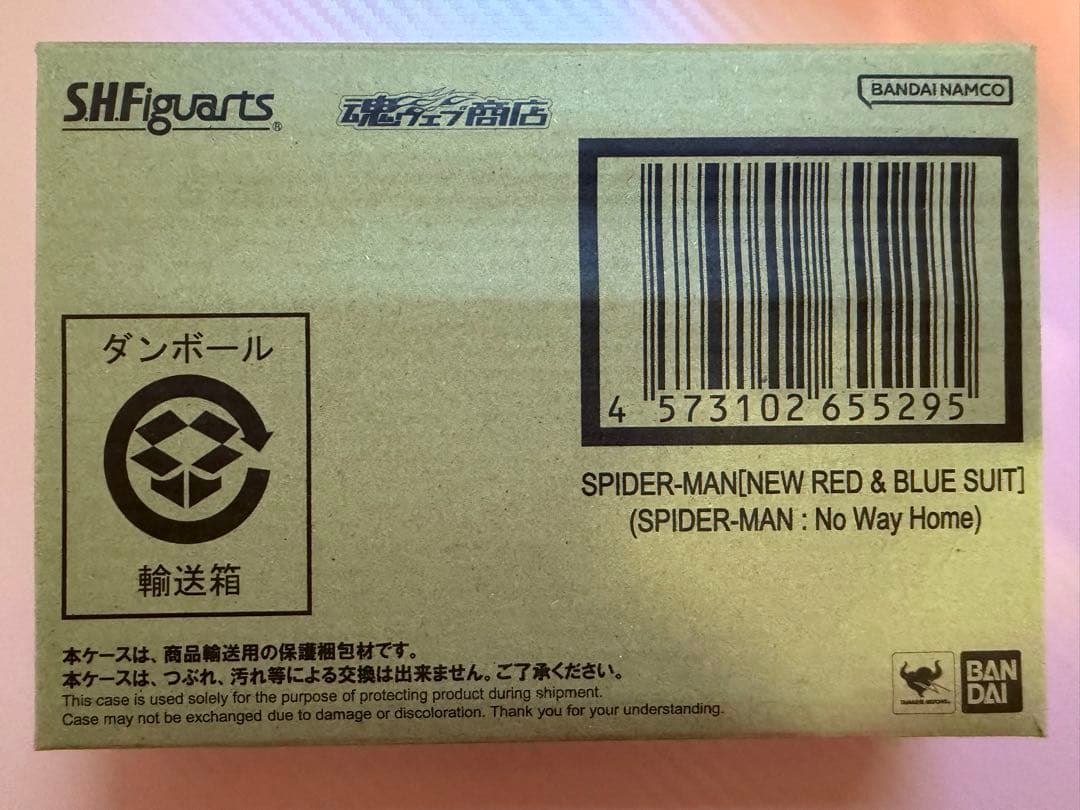 S.H.Figuarts®
魂ウェブ商店
BANDAI NAMCO
4 573102 655295
SPIDER-MAN[NEW RED & BLUE SUIT]
(SPIDER-MAN : No Way Home)
ダンボール
輸送箱
本ケースは、商品輸送用の保護梱包材です。
本ケースは、つぶれ、汚れ等による交換は出来ません。ご了承ください。
This case is used solely for the purpose of protecting product during shipment.
Case may not be exchanged due to damage or discoloration. Thank you for your understanding.
TAMASHII NATIONS
BAN
DAI